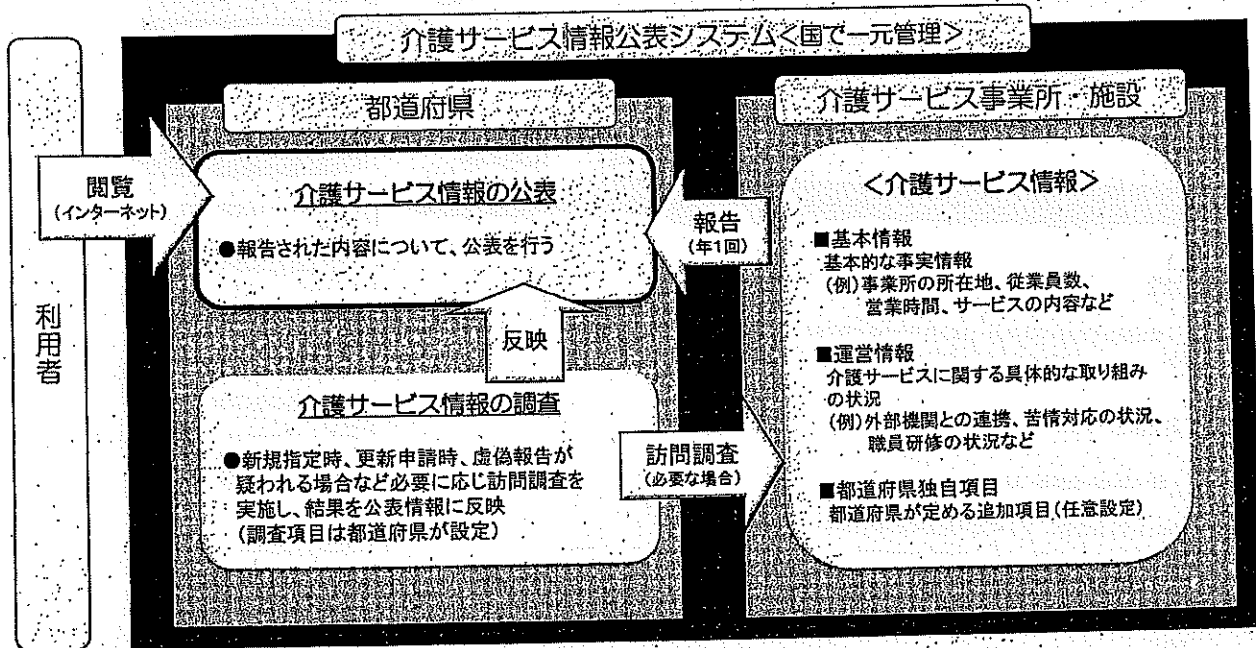 介護サービス情報公表システム<国で一元管理>
利用者
閲覧
(インターネット)
都道府県
介護サービス情報の公表
●報告された内容について、公表を行う
反映
介護サービス情報の調査
●新規指定時、更新申請時、虚偽報告が
疑われる場合など必要に応じ訪問調査を
実施し、結果を公表情報に反映
(調査項目は都道府県が設定)
報告
(年1回)
訪問調査
(必要な場合)
介護サービス事業所・施設
<介護サービス情報>
■基本情報
基本的な事実情報
(例)事業所の所在地、従業員数、
営業時間、サービスの内容など
■運営情報
介護サービスに関する具体的な取り組み
の状況
(例)外部機関との連携、苦情対応の状況、
職員研修の状況など
■都道府県独自項目
都道府県が定める追加項目(任意設定)